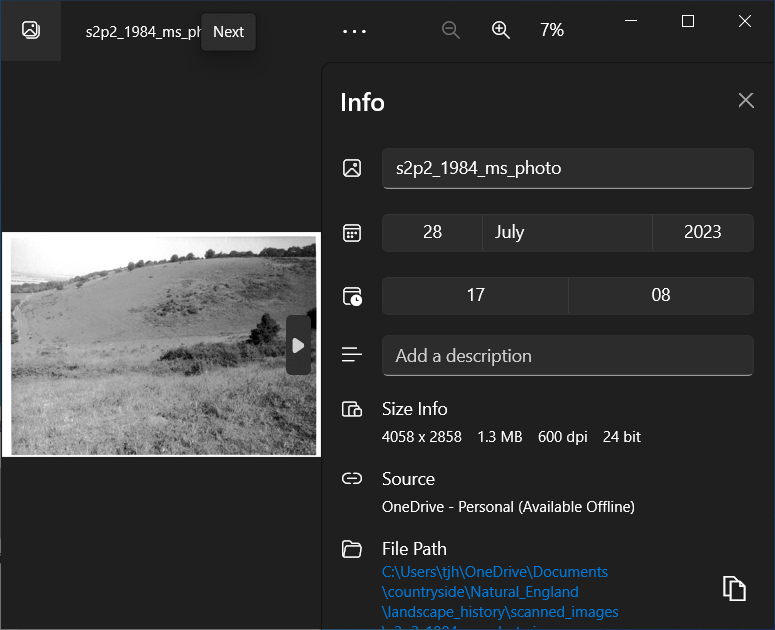 s2p2_1984_ms_ph
Next
7%
Info
s2p2_1984_ms_photo
28 July 2023
17 08
Add a description
Size Info
4058 x 2858 1.3 MB 600 dpi 24 bit
Source
OneDrive - Personal (Available Offline)
File Path
C:\Users\tjh\OneDrive\Documents
\countryside\Natural_England
\landscape_history\scanned_images